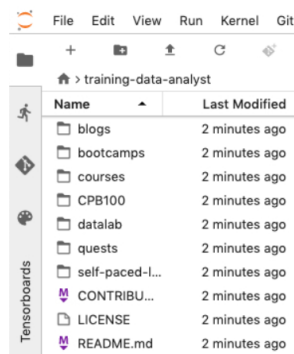 File Edit View Run Kernel Git
> training-data-analyst
Name Last Modified
blogs 2 minutes ago
bootcamps 2 minutes ago
courses 2 minutes ago
CPB100 2 minutes ago
datalab 2 minutes ago
quests 2 minutes ago
self-paced-l... 2 minutes ago
CONTRIBU... 2 minutes ago
LICENSE 2 minutes ago
README.md 2 minutes ago
Tensorboards